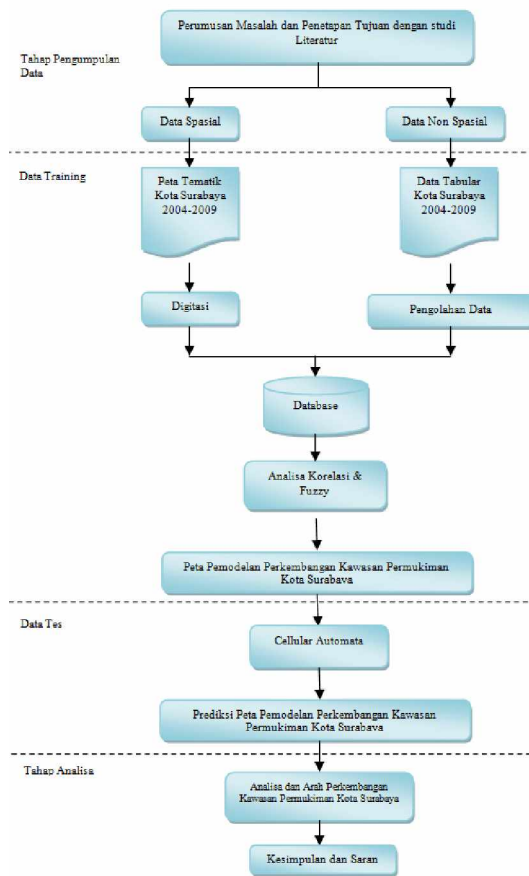 Perumusan Masalah dan Penetapan Tujuan dengan studi
Literatur
Tahap Pengumpulan
Data
Data Spasial
Data Non Spasial
Data Training
Peta Tematik
Kota Surabaya
2004-2009
Data Tabular
Kota Surabaya
2004-2009
Digitasi
Pengolahan Data
Database
Analisa Korelasi &
Fuzzy
Peta Pemodelan Perkembangan Kawasan Permukiman
Kota Surabaya
Data Tes
Cellular Automata
Prediksi Peta Pemodelan Perkembangan Kawasan
Permukiman Kota Surabaya
Tahap Analisa
Analisa dan Arah Perkembangan
Kawasan Permukiman Kota Surabaya
Kesimpulan dan Saran